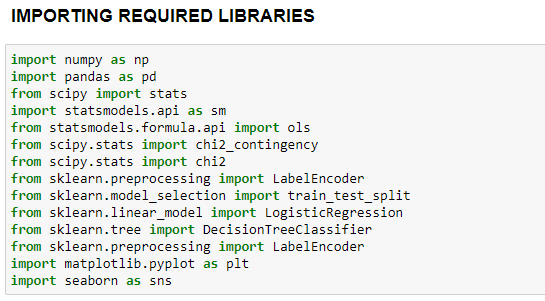 IMPORTING REQUIRED LIBRARIES
import numpy as np
import pandas as pd
from scipy import stats
import statsmodels.api as sm
from statsmodels.formula.api import ols
from scipy.stats import chi2_contingency
from scipy.stats import chi2
from sklearn.preprocessing import LabelEncoder
from sklearn.model_selection import train_test_split
from sklearn.linear_model import LogisticRegression
from sklearn.tree import DecisionTreeClassifier
from sklearn.preprocessing import LabelEncoder
import matplotlib.pyplot as plt
import seaborn as sns